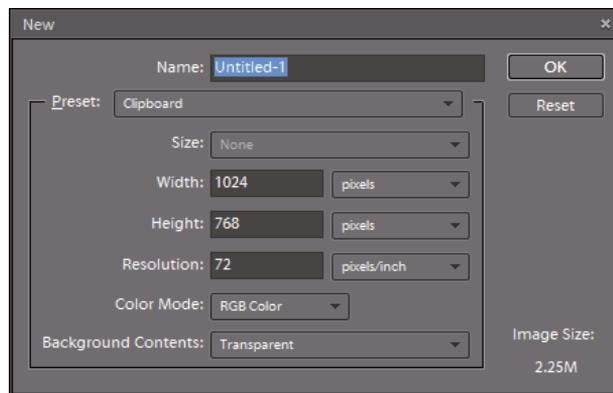 New
Name: Untitled-1
OK
Preset: Clipboard
Reset
Size: None
Width: 1024 pixels
Height: 768 pixels
Resolution: 72 pixels/inch
Color Mode: RGB Color
Background Contents: Transparent
Image Size:
2.25M